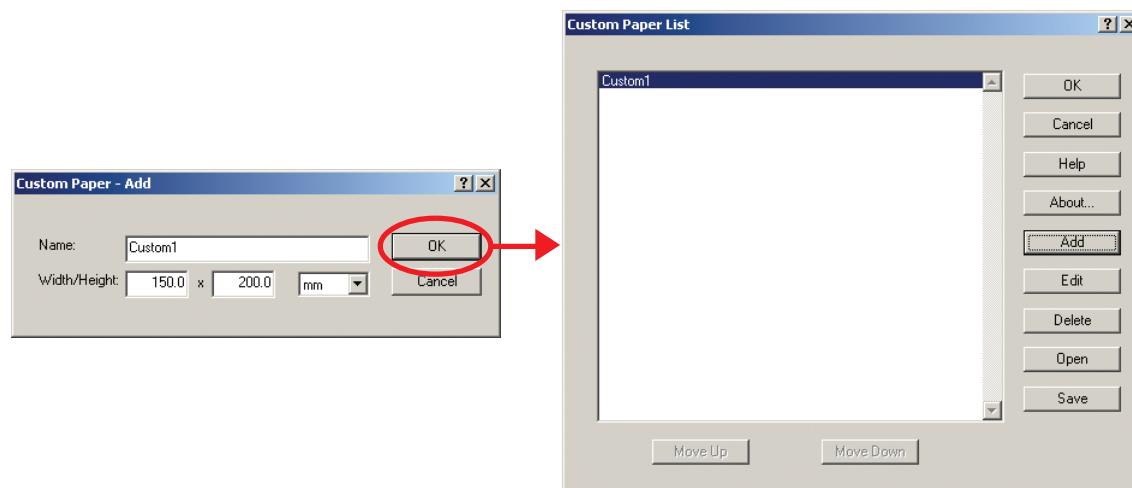 Custom Paper - Add
Name: Custom1
OK
Width/Height: 150.0 x 200.0 mm
Cancel
Custom Paper List
Custom1
OK
Cancel
Help
About...
Add
Edit
Delete
Open
Save
Move Up
Move Down